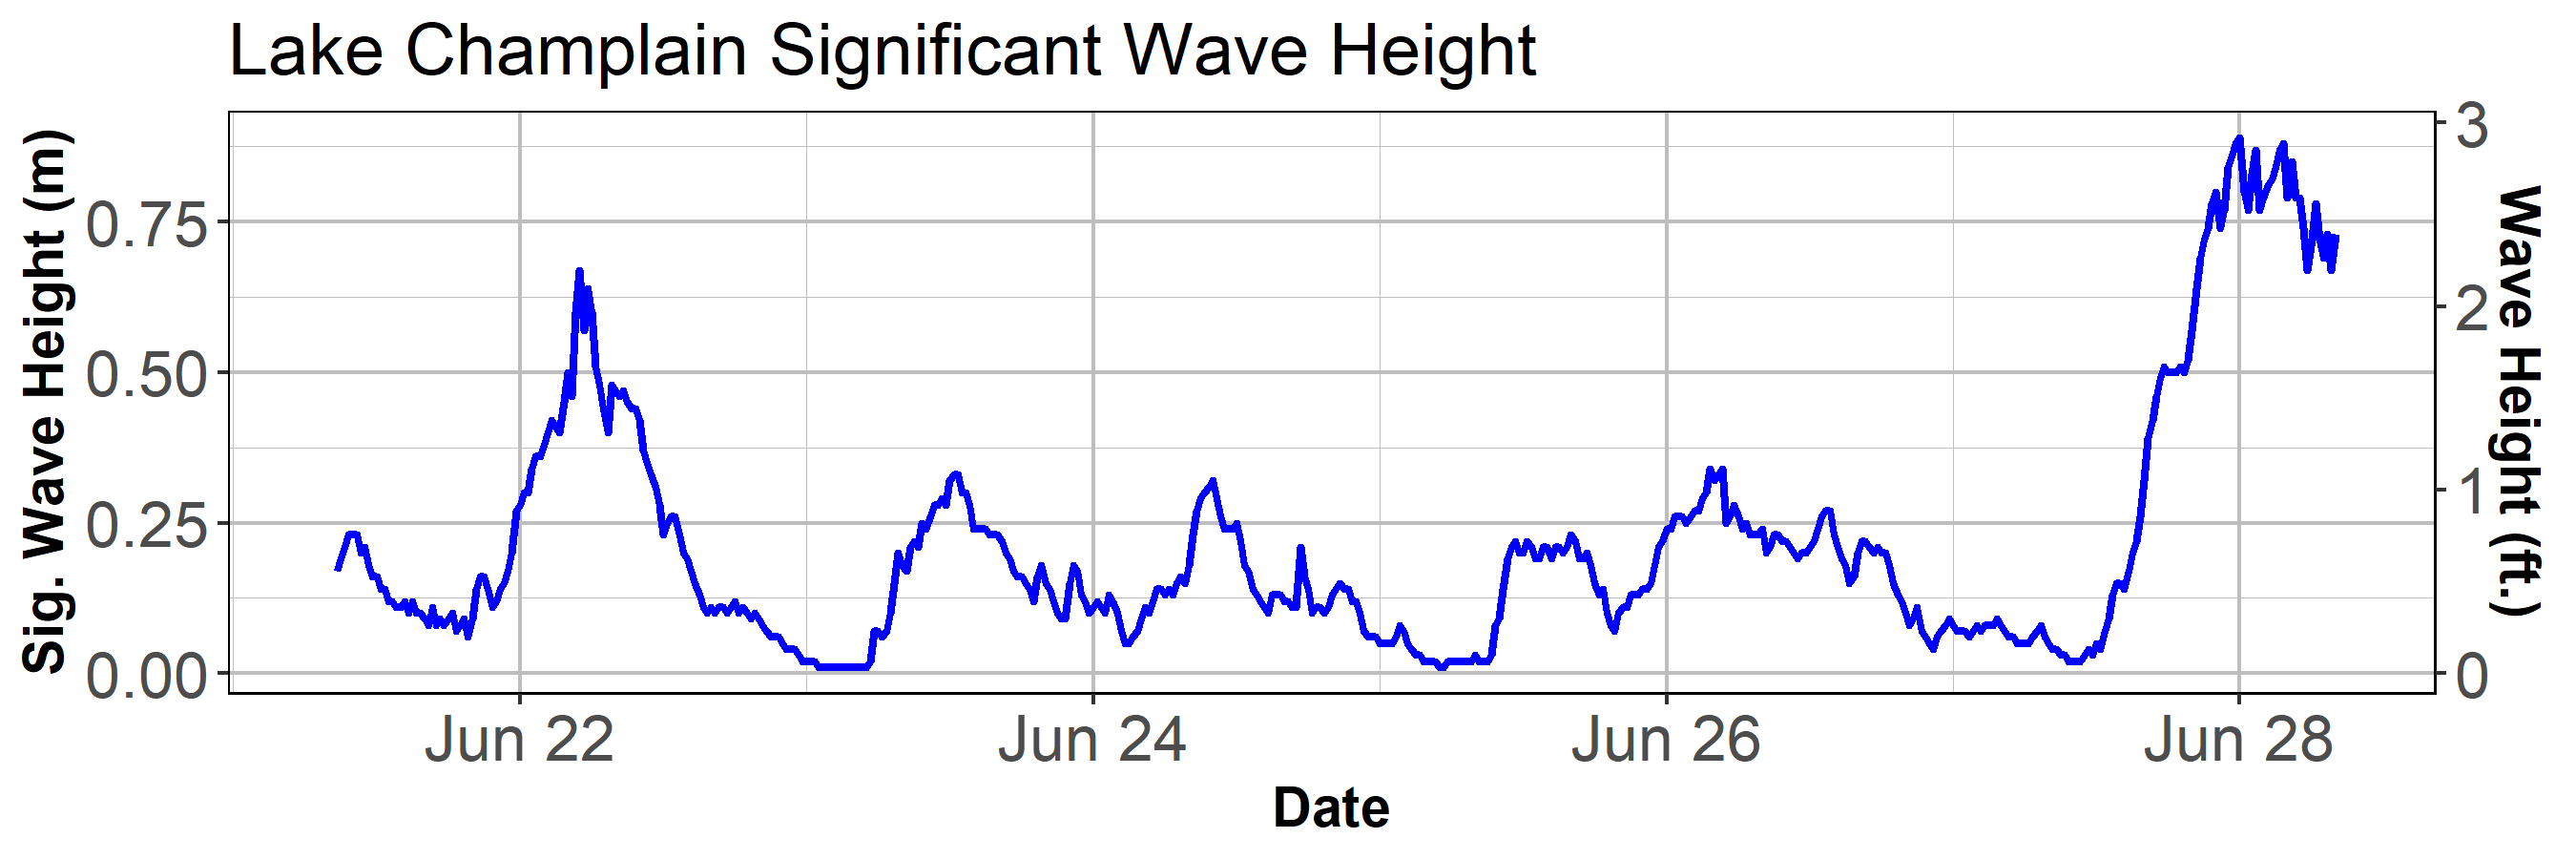 Lake Champlain Significant Wave Height
Sig. Wave Height (m)
0.75
0.50
0.25
0.00
3
2
1
0
Wave Height (ft.)
Jun 22
Jun 24
Jun 26
Jun 28
Date